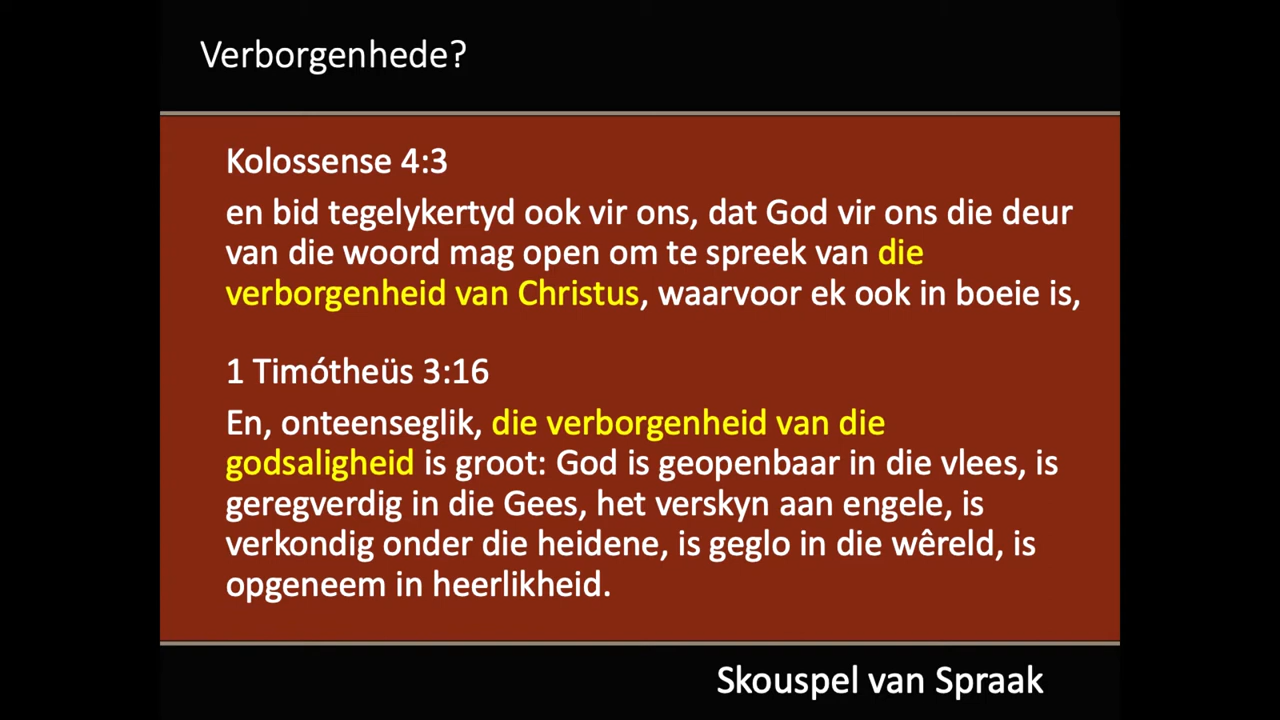 Verborgenhede?
Kolossense 4:3
en bid tegelykertyd ook vir ons, dat God vir ons die deur
van die woord mag open om te spreek van die
verborgenheid van Christus, waarvoor ek ook in boeie is,
1 Timótheüs 3:16
En, onteenseglik, die verborgenheid van die
godsaligheid is groot: God is geopenbaar in die vlees, is
geregverdig in die Gees, het verskyn aan engele, is
verkondig onder die heidene, is geglo in die wêreld, is
opgeneem in heerlikheid.
Skouspel van Spraak